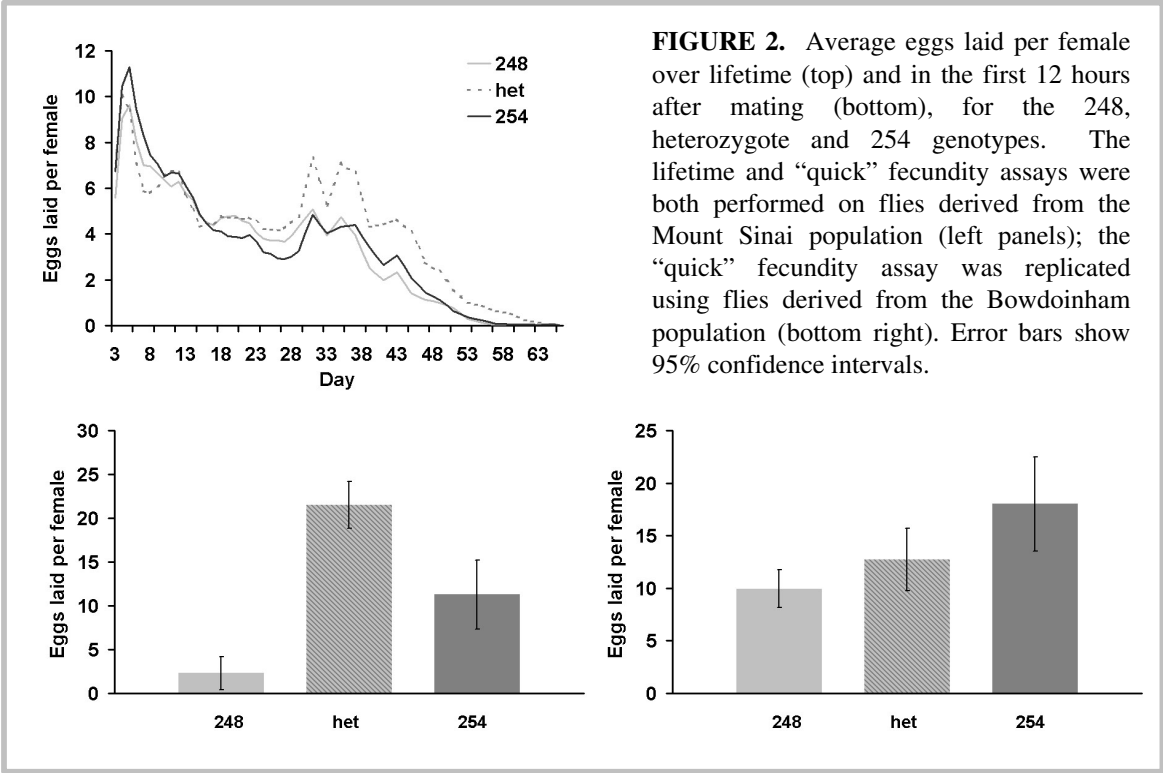 12
10
8
6
4
2
0
Eggs laid per female
248
het
254
3 8 13 18 23 28 33 38 43 48 53 58 63
Day
FIGURE 2. Average eggs laid per female
over lifetime (top) and in the first 12 hours
after mating (bottom), for the 248,
heterozygote and 254 genotypes. The
lifetime and “quick” fecundity assays were
both performed on flies derived from the
Mount Sinai population (left panels); the
“quick” fecundity assay was replicated
using flies derived from the Bowdoinham
population (bottom right). Error bars show
95% confidence intervals.
30
25
20
15
10
5
0
Eggs laid per female
248 het 254
25
20
15
10
5
0
Eggs laid per female
248 het 254